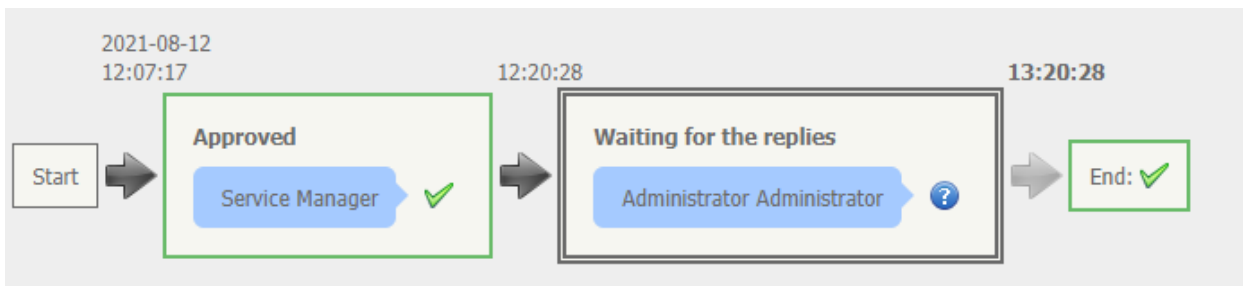 2021-08-12
12:07:17
12:20:28
13:20:28
Start
Approved
Service Manager
Waiting for the replies
Administrator Administrator
?
End: